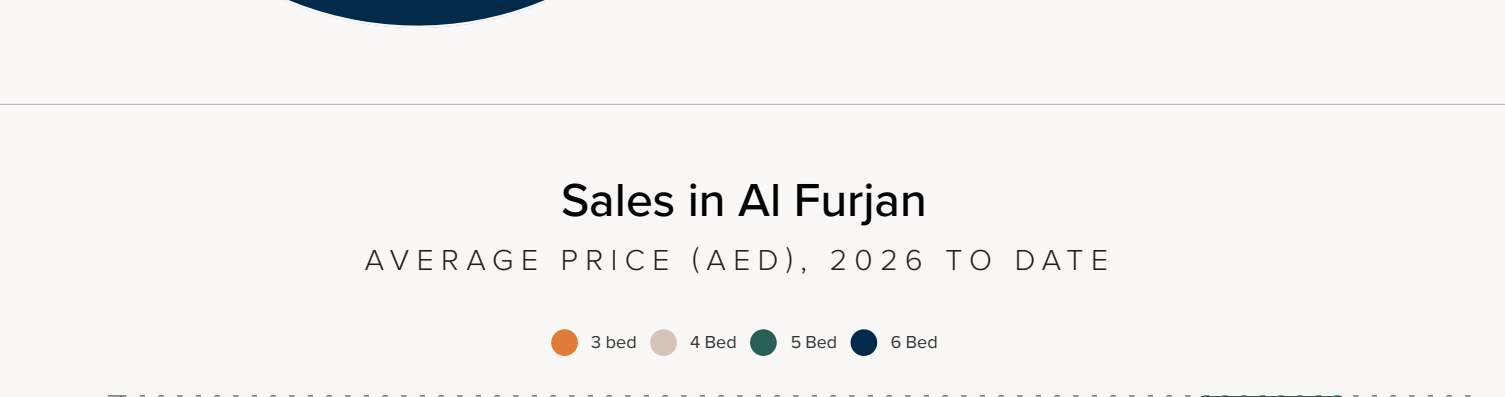 Sales in Al Furjan
AVERAGE PRICE (AED), 2026 TO DATE
3 bed 4 Bed 5 Bed 6 Bed